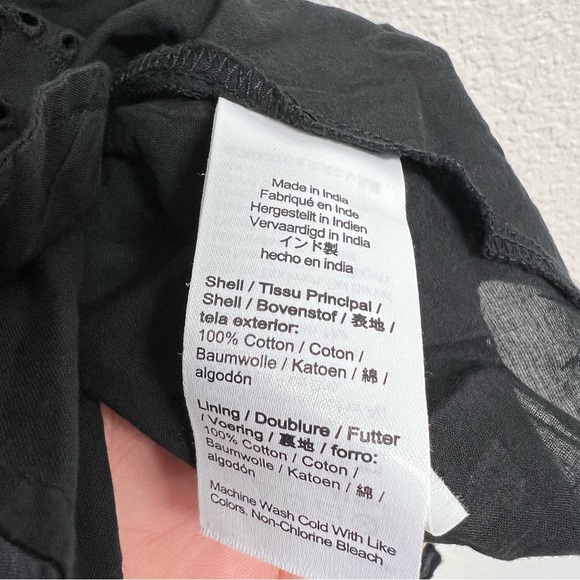 Made in India
Fabriqué en Inde
Hergestellt in Indien
Vervaardigd in India
インド製
hecho en india
Shell / Tissu Principal /
Shell / Bovenstof / 表地 /
tela exterior:
100% Cotton / Coton /
Baumwolle / Katoen / 綿 /
algodón
Lining / Doublure / Futter
/ Voering / 裏地 / forro:
100% Cotton / Coton /
Baumwolle / Katoen / 綿 /
algodón
Machine Wash Cold With Like
Colors. Non-Chlorine Bleach